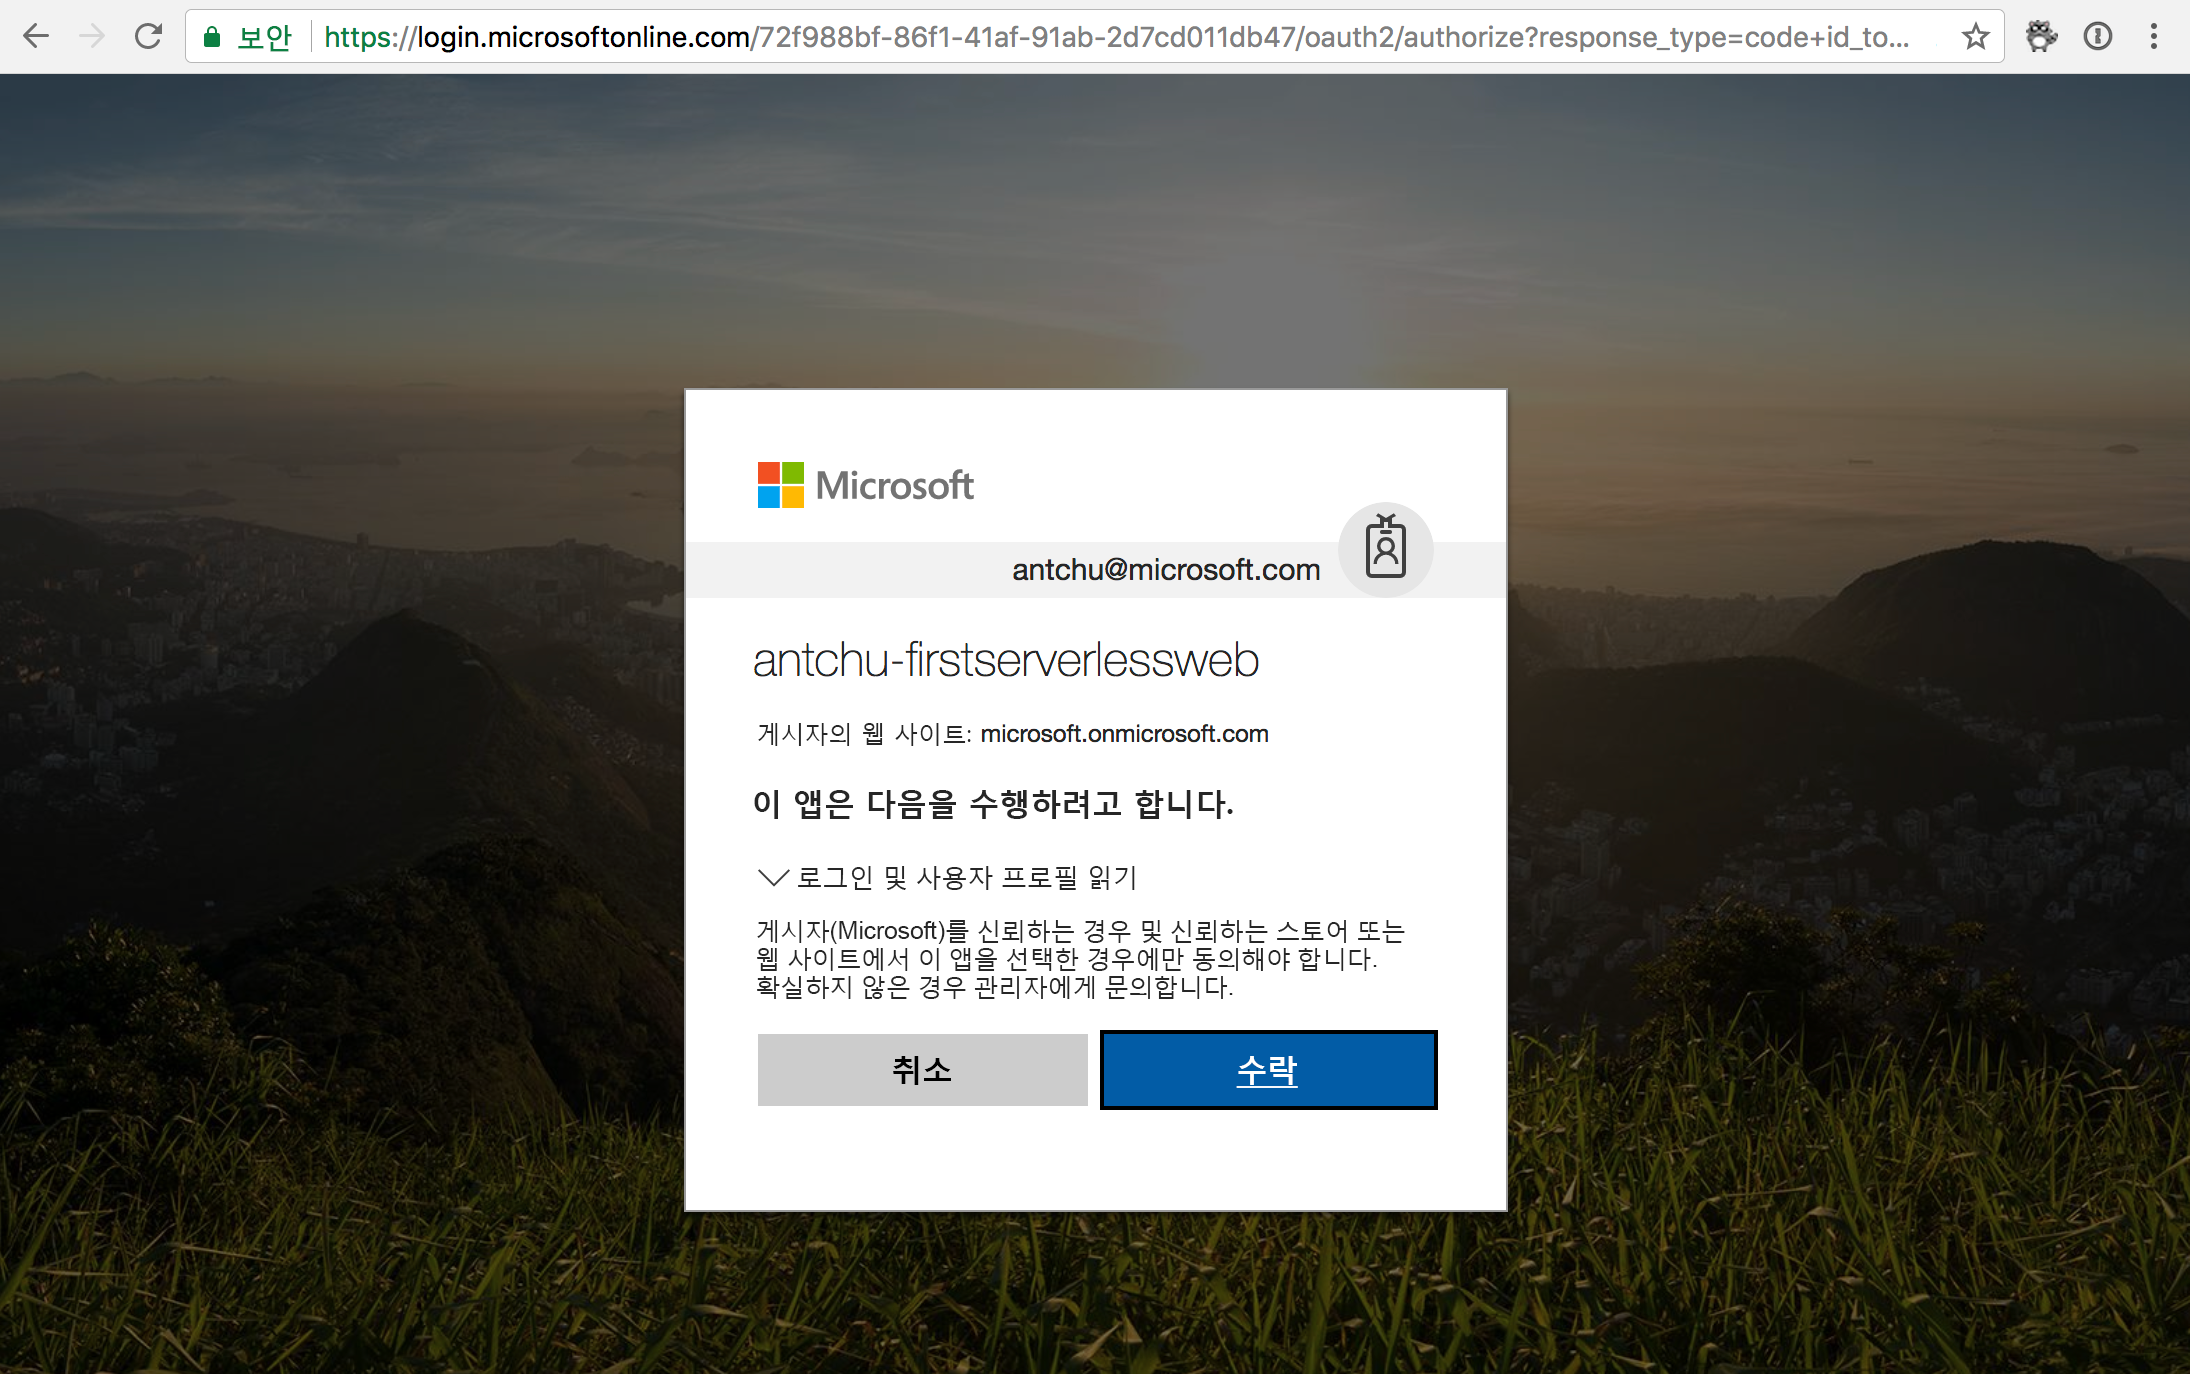 보안
https://login.microsoftonline.com/72f988bf-86f1-41af-91ab-2d7cd011db47/oauth2/authorize?response_type=code+id_to...
Microsoft
antchu@microsoft.com
antchu-firstserverlessweb
게시자의 웹 사이트: microsoft.onmicrosoft.com
이 앱은 다음을 수행하려고 합니다.
로그인 및 사용자 프로필 읽기
게시자(Microsoft)를 신뢰하는 경우 및 신뢰하는 스토어 또는
웹 사이트에서 이 앱을 선택한 경우에만 동의해야 합니다.
확실하지 않은 경우 관리자에게 문의합니다.
취소
수락